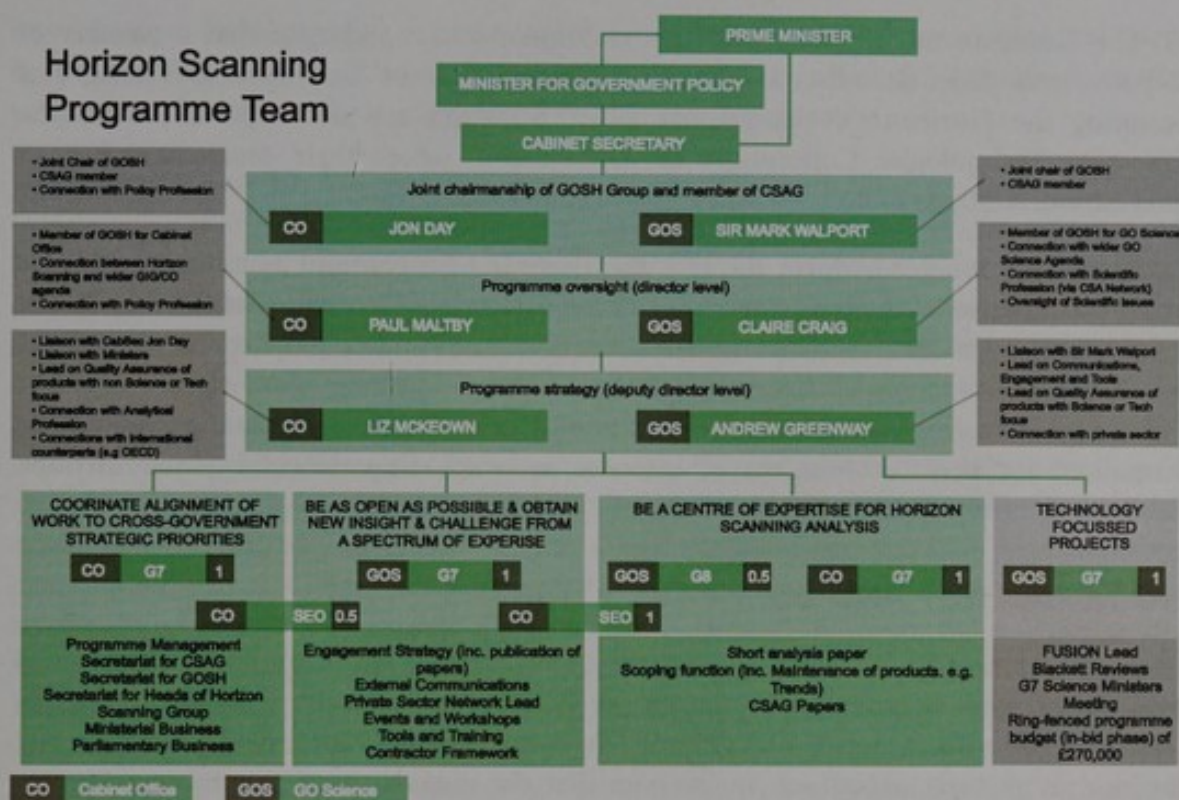 Horizon Scanning
Programme Team
PRIME MINISTER
MINISTER FOR GOVERNMENT POLICY
CABINET SECRETARY
• Joint Chair of GOSH
• CSAG member
• Connection with Policy Profession
Joint chairmanship of GOSH Group and member of CSAG
CO JON DAY
GOS SIR MARK WALPORT
• Joint chair of GOSH
• CSAG member
• Member of GOSH for Cabinet
Office
• Connection between Horizon
Scanning and wider GIG/CO
agenda
• Connection with Policy Profession
Programme oversight (director level)
CO PAUL MALTBY
GOS CLAIRE CRAIG
• Member of GOSH for GO Science
• Connection with wider GO
Science Agenda
• Connection with Scientific
Profession (via CSA Network)
• Oversight of Scientific Issues
• Liaison with CabSec Jon Day
• Liaison with Ministers
• Lead on Quality Assurance of
products with non Science or Tech
focus
• Connection with Analytical
Profession
• Connections with International
counterparts (e.g OECD)
Programme strategy (deputy director level)
CO LIZ MCKEOWN
GOS ANDREW GREENWAY
• Liaison with Sir Mark Walport
• Lead on Communications,
Engagement and Tools
• Lead on Quality Assurance of
products with Science or Tech
focus
• Connection with private sector
COORINATE ALIGNMENT OF
WORK TO CROSS-GOVERNMENT
STRATEGIC PRIORITIES
CO G7 1
BE AS OPEN AS POSSIBLE & OBTAIN
NEW INSIGHT & CHALLENGE FROM
A SPECTRUM OF EXPERISE
GOS G7 1
BE A CENTRE OF EXPERTISE FOR HORIZON
SCANNING ANALYSIS
GOS G8 0.5
CO G7 1
TECHNOLOGY
FOCUSSED
PROJECTS
GOS G7 1
CO SEO 0.5
CO SEO 1
Programme Management
Secretariat for CSAG
Secretariat for GOSH
Secretariat for Heads of Horizon
Scanning Group
Ministerial Business
Parliamentary Business
Engagement Strategy (inc. publication of
papers)
External Communications
Private Sector Network Lead
Events and Workshops
Tools and Training
Contractor Framework
Short analysis paper
Scoping function (inc. Maintenance of products. e.g.
Trends)
CSAG Papers
FUSION Lead
Blackett Reviews
G7 Science Ministers
Meeting
Ring-fenced programme
budget (in-bid phase) of
£270,000
CO Cabinet Office
GOS GO Science